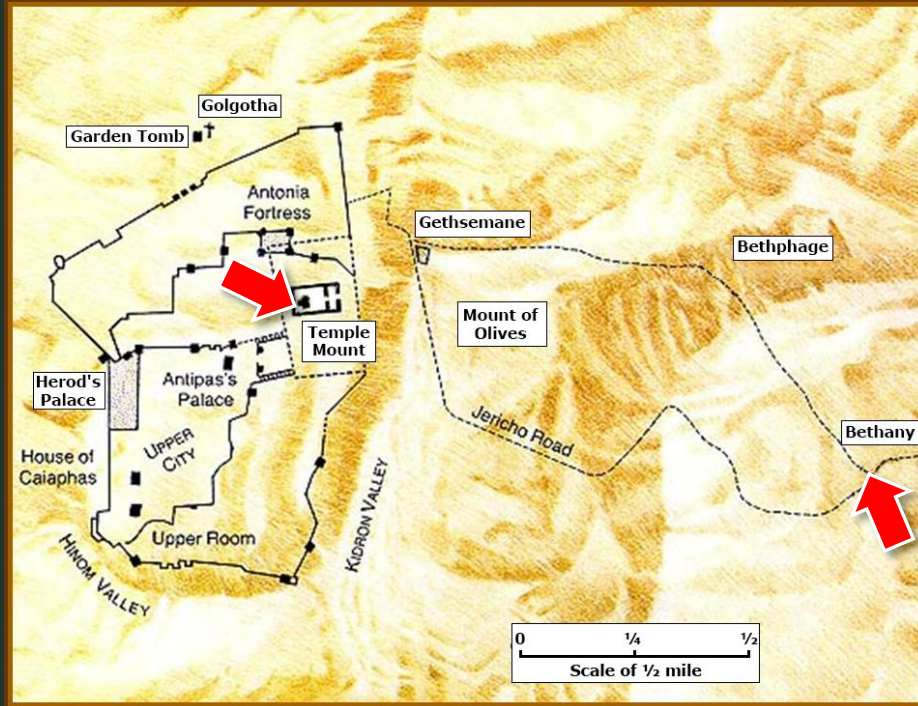 Golgotha
Garden Tomb
Antonia
Fortress
Gethsemane
Bethphage
Temple
Mount
Mount of
Olives
Herod's
Palace
Antipas's
Palace
Jericho Road
Bethany
UPPER
CITY
House of
Caiaphas
Upper Room
KIDRON VALLEY
HINOM VALLEY
0 ¼ ½
Scale of ½ mile